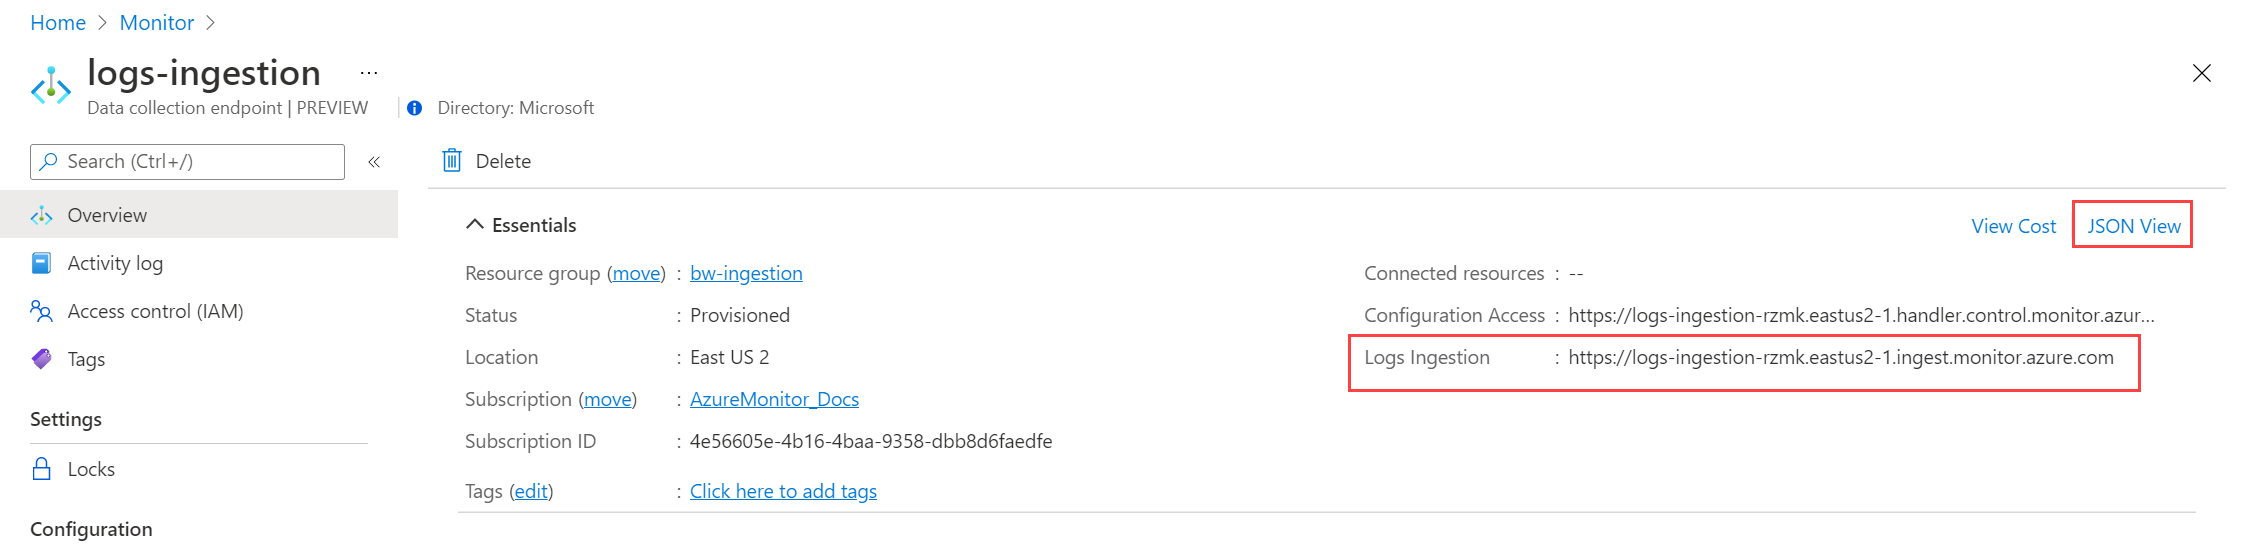 Home > Monitor >
logs-ingestion ...
Data collection endpoint | PREVIEW
Directory: Microsoft
Search (Ctrl+/)
«
Delete
Overview
Activity log
Access control (IAM)
Tags
Settings
Locks
Configuration
Essentials
View Cost
JSON View
Resource group (move) : bw-ingestion
Status : Provisioned
Location : East US 2
Subscription (move) : AzureMonitor_Docs
Subscription ID : 4e56605e-4b16-4baa-9358-dbb8d6faedfe
Tags (edit) : Click here to add tags
Connected resources : --
Configuration Access : https://logs-ingestion-rzmk.eastus2-1.handler.control.monitor.azur...
Logs Ingestion : https://logs-ingestion-rzmk.eastus2-1.ingest.monitor.azure.com